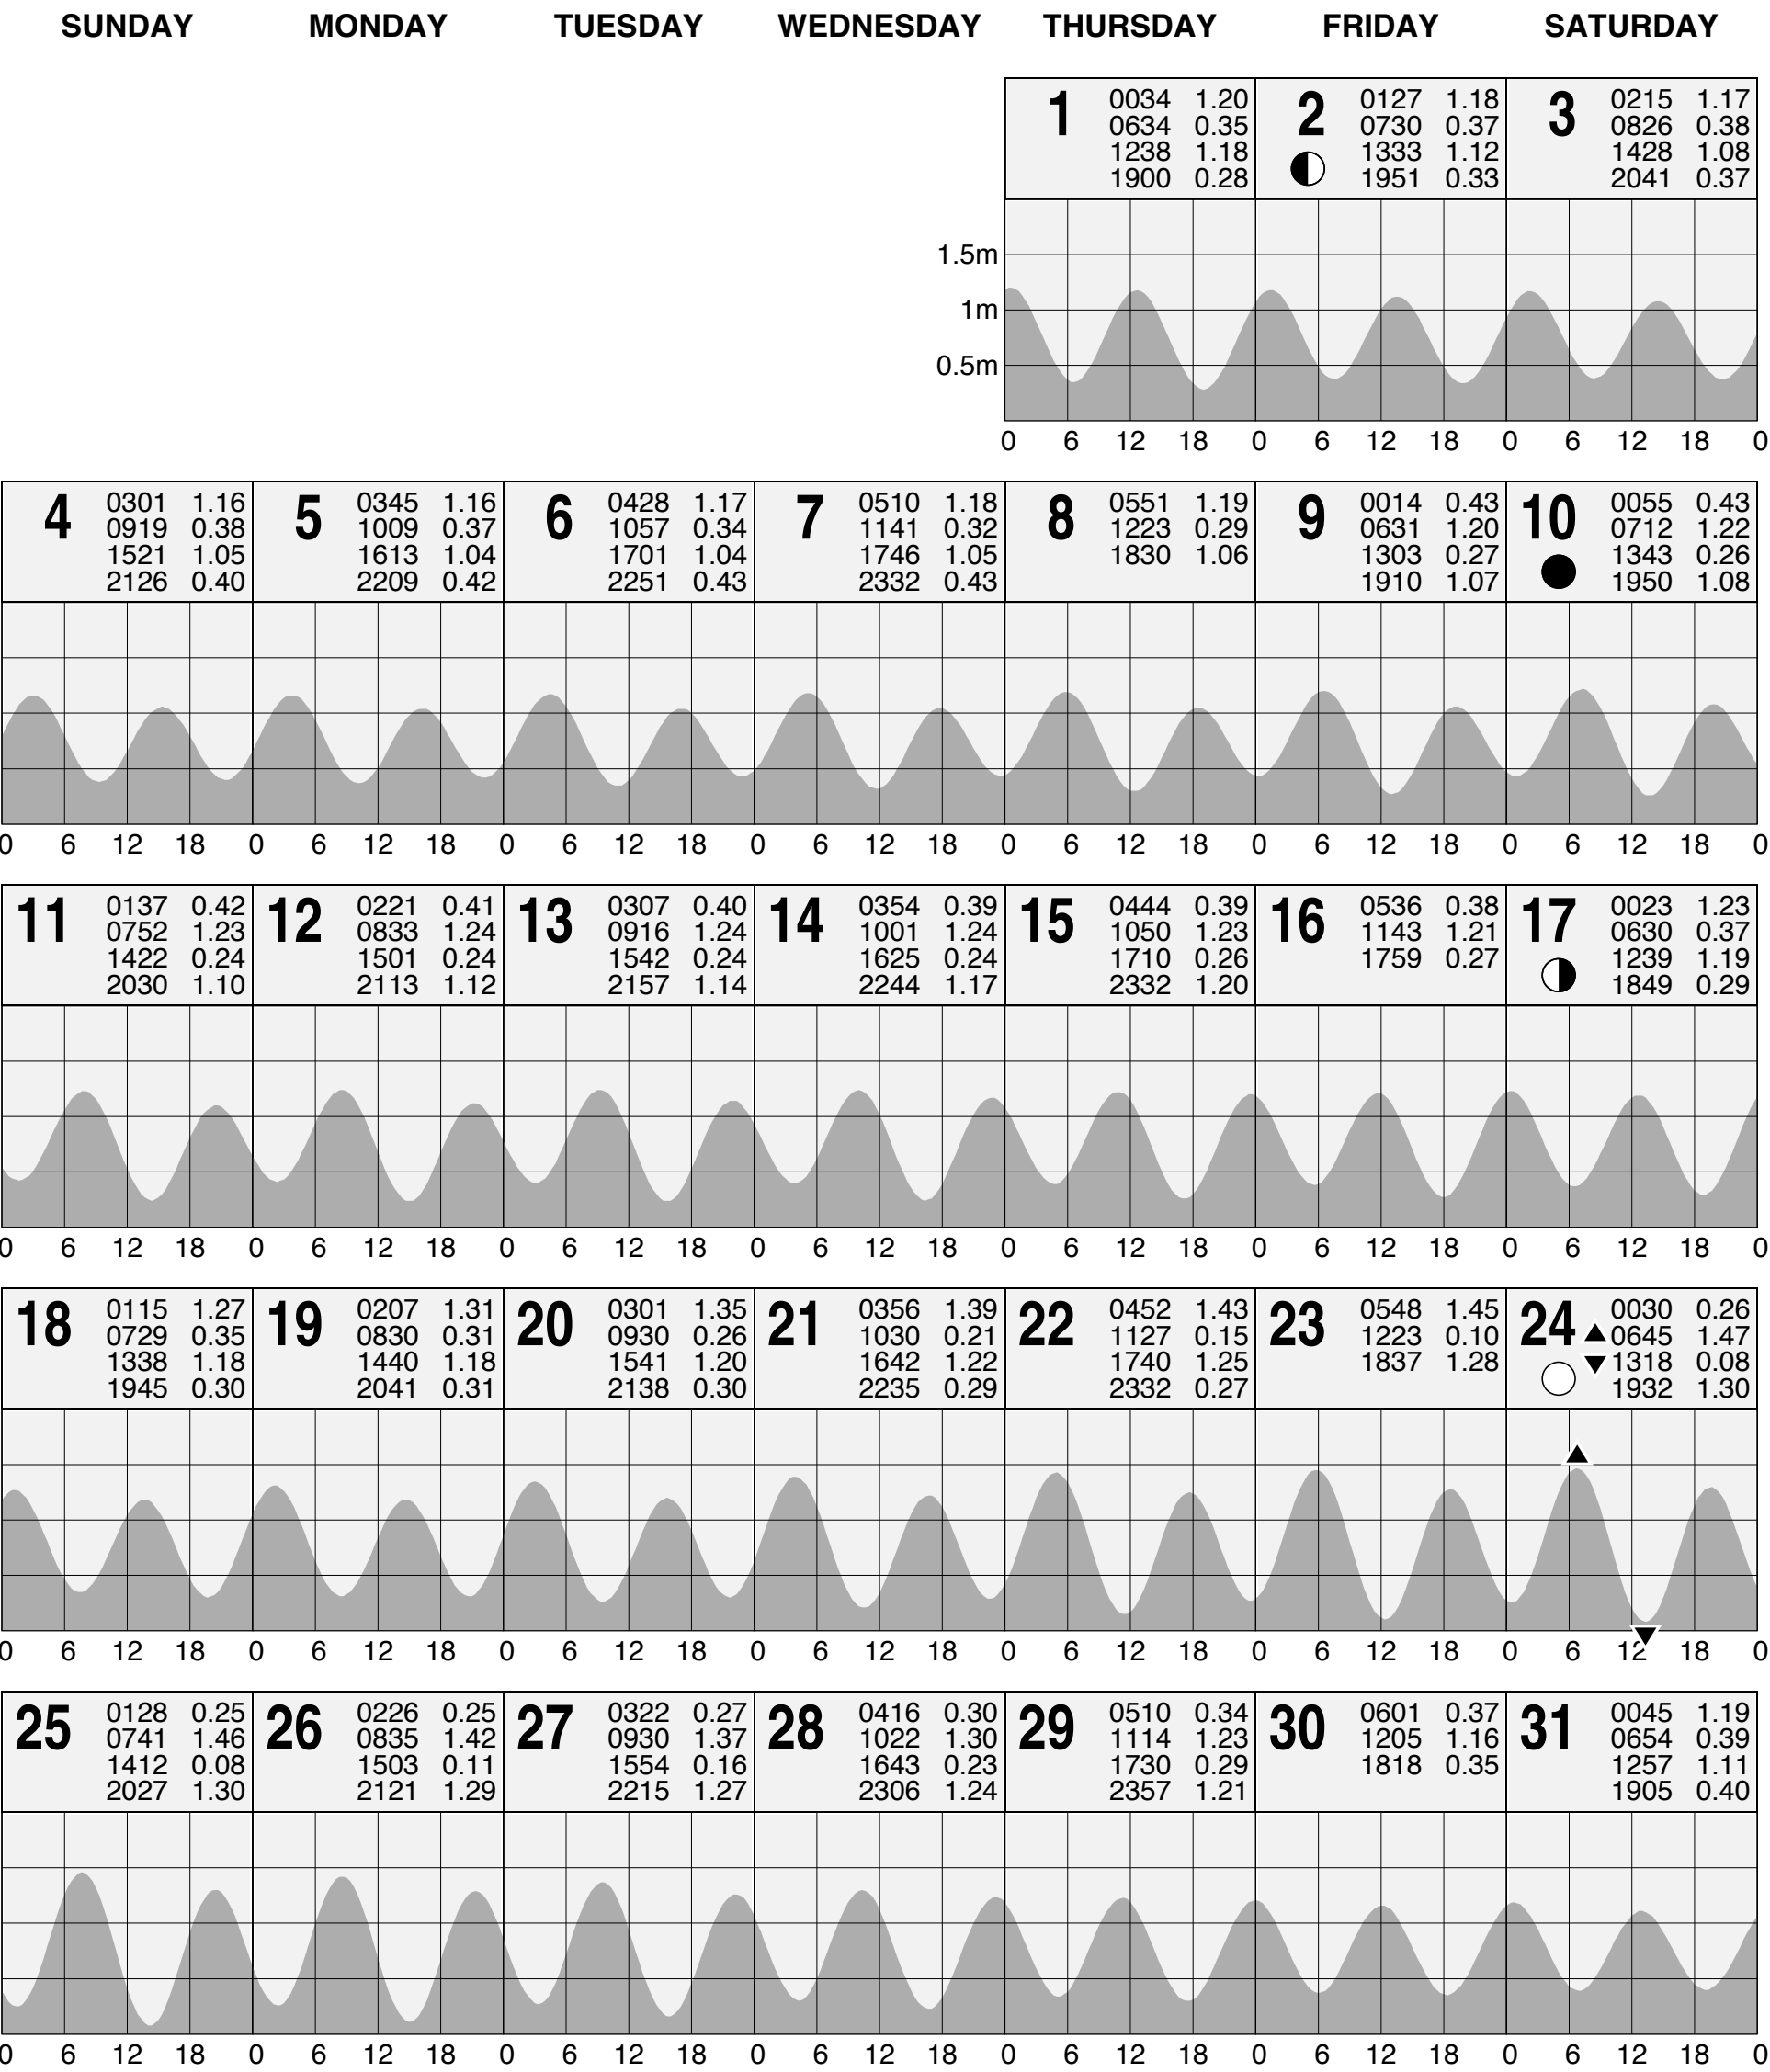 SUNDAY MONDAY TUESDAY WEDNESDAY THURSDAY FRIDAY SATURDAY
1 0034 1.20
0634 0.35
1238 1.18
1900 0.28
2 0127 1.18
0730 0.37
1333 1.12
1951 0.33
3 0215 1.17
0826 0.38
1428 1.08
2041 0.37
1.5m
1m
0.5m
0 6 12 18 0 6 12 18 0 6 12 18 0
4 0301 1.16
0919 0.38
1521 1.05
2126 0.40
5 0345 1.16
1009 0.37
1613 1.04
2209 0.42
6 0428 1.17
1057 0.34
1701 1.04
2251 0.43
7 0510 1.18
1141 0.32
1746 1.05
2332 0.43
8 0551 1.19
1223 0.29
1830 1.06
9 0014 0.43
0631 1.20
1303 0.27
1910 1.07
10 0055 0.43
0712 1.22
1343 0.26
1950 1.08
0 6 12 18 0 6 12 18 0 6 12 18 0 6 12 18 0 6 12 18 0 6 12 18 0 6 12 18 0
11 0137 0.42
0752 1.23
1422 0.24
2030 1.10
12 0221 0.41
0833 1.24
1501 0.24
2113 1.12
13 0307 0.40
0916 1.24
1542 0.24
2157 1.14
14 0354 0.39
1001 1.24
1625 0.24
2244 1.17
15 0444 0.39
1050 1.23
1710 0.26
2332 1.20
16 0536 0.38
1143 1.21
1759 0.27
17 0023 1.23
0630 0.37
1239 1.19
1849 0.29
0 6 12 18 0 6 12 18 0 6 12 18 0 6 12 18 0 6 12 18 0 6 12 18 0 6 12 18 0
18 0115 1.27
0729 0.35
1338 1.18
1945 0.30
19 0207 1.31
0830 0.31
1440 1.18
2041 0.31
20 0301 1.35
0930 0.26
1541 1.20
2138 0.30
21 0356 1.39
1030 0.21
1642 1.22
2235 0.29
22 0452 1.43
1127 0.15
1740 1.25
2332 0.27
23 0548 1.45
1223 0.10
1837 1.28
24 0030 0.26
0645 1.47
1318 0.08
1932 1.30
0 6 12 18 0 6 12 18 0 6 12 18 0 6 12 18 0 6 12 18 0 6 12 18 0 6 12 18 0
25 0128 0.25
0741 1.46
1412 0.08
2027 1.30
26 0226 0.25
0835 1.42
1503 0.11
2121 1.29
27 0322 0.27
0930 1.37
1554 0.16
2215 1.27
28 0416 0.30
1022 1.30
1643 0.23
2306 1.24
29 0510 0.34
1114 1.23
1730 0.29
2357 1.21
30 0601 0.37
1205 1.16
1818 0.35
31 0045 1.19
0654 0.39
1257 1.11
1905 0.40
0 6 12 18 0 6 12 18 0 6 12 18 0 6 12 18 0 6 12 18 0 6 12 18 0 6 12 18 0